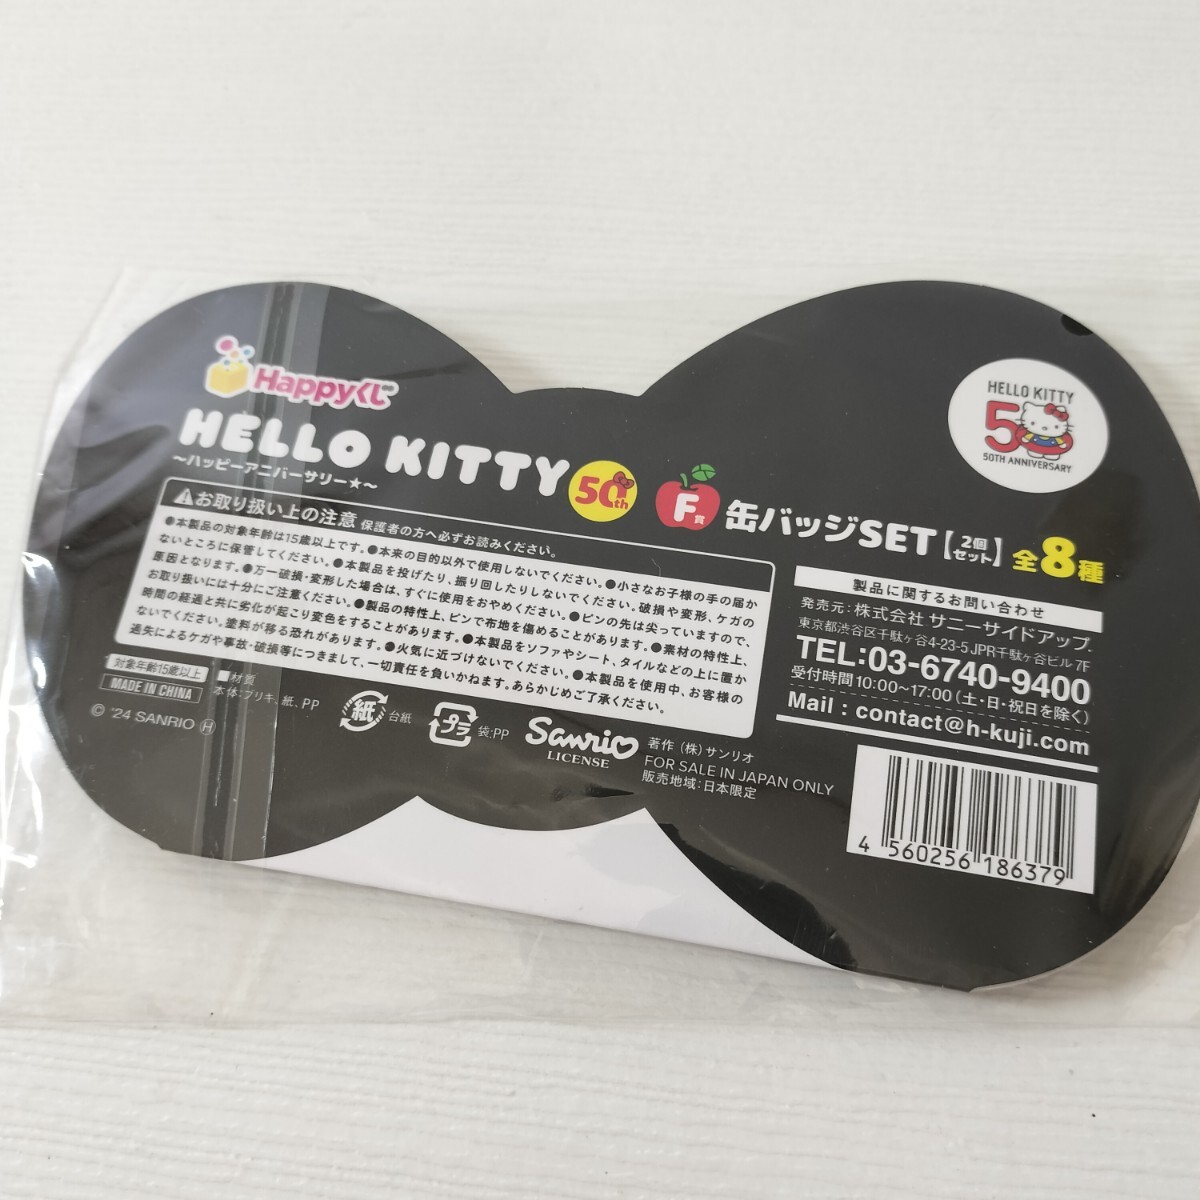 Happyくじ
HELLO KITTY 50th
～ハッピーアニバーサリー★～
F賞 缶バッジSET【2個セット】全8種
HELLO KITTY
50
50TH ANNIVERSARY
⚠お取り扱い上の注意 保護者の方へ必ずお読みください。
●本製品の対象年齢は15歳以上です。●本来の目的以外で使用しないでください。●小さなお子様の手の届か
ないところに保管してください。●本製品を投げたり、振り回したりしないでください。破損や変形、ケガの
原因となります。●万一破損・変形した場合は、すぐに使用をおやめください。●ピンの先は尖っていますので、
お取り扱いには十分にご注意ください。●製品の特性上、ピンで布地を傷めることがあります。●素材の特性上、
時間の経過と共に劣化が起こり変色をすることがあります。●火気に近づけないでください。●本製品をソファやシート、タイルなどの上に置か
ないでください。塗料が移る恐れがあります。●本製品を使用中、お客様の
過失によるケガや事故・破損等につきまして、一切責任を負いかねます。あらかじめご了承ください。
対象年齢15歳以上
MADE IN CHINA
■材質
本体:ブリキ、紙、PP
紙 台紙
プラ 袋:PP
© '24 SANRIO Ⓗ
Sanrio
LICENSE
著作（株）サンリオ
FOR SALE IN JAPAN ONLY
販売地域:日本限定
製品に関するお問い合わせ
発売元:株式会社 サニーサイドアップ
東京都渋谷区千駄ヶ谷4-23-5 JPR千駄ヶ谷ビル 7F
TEL:03-6740-9400
受付時間10:00～17:00（土・日・祝日を除く）
Mail : contact@h-kuji.com
4 560256 186379